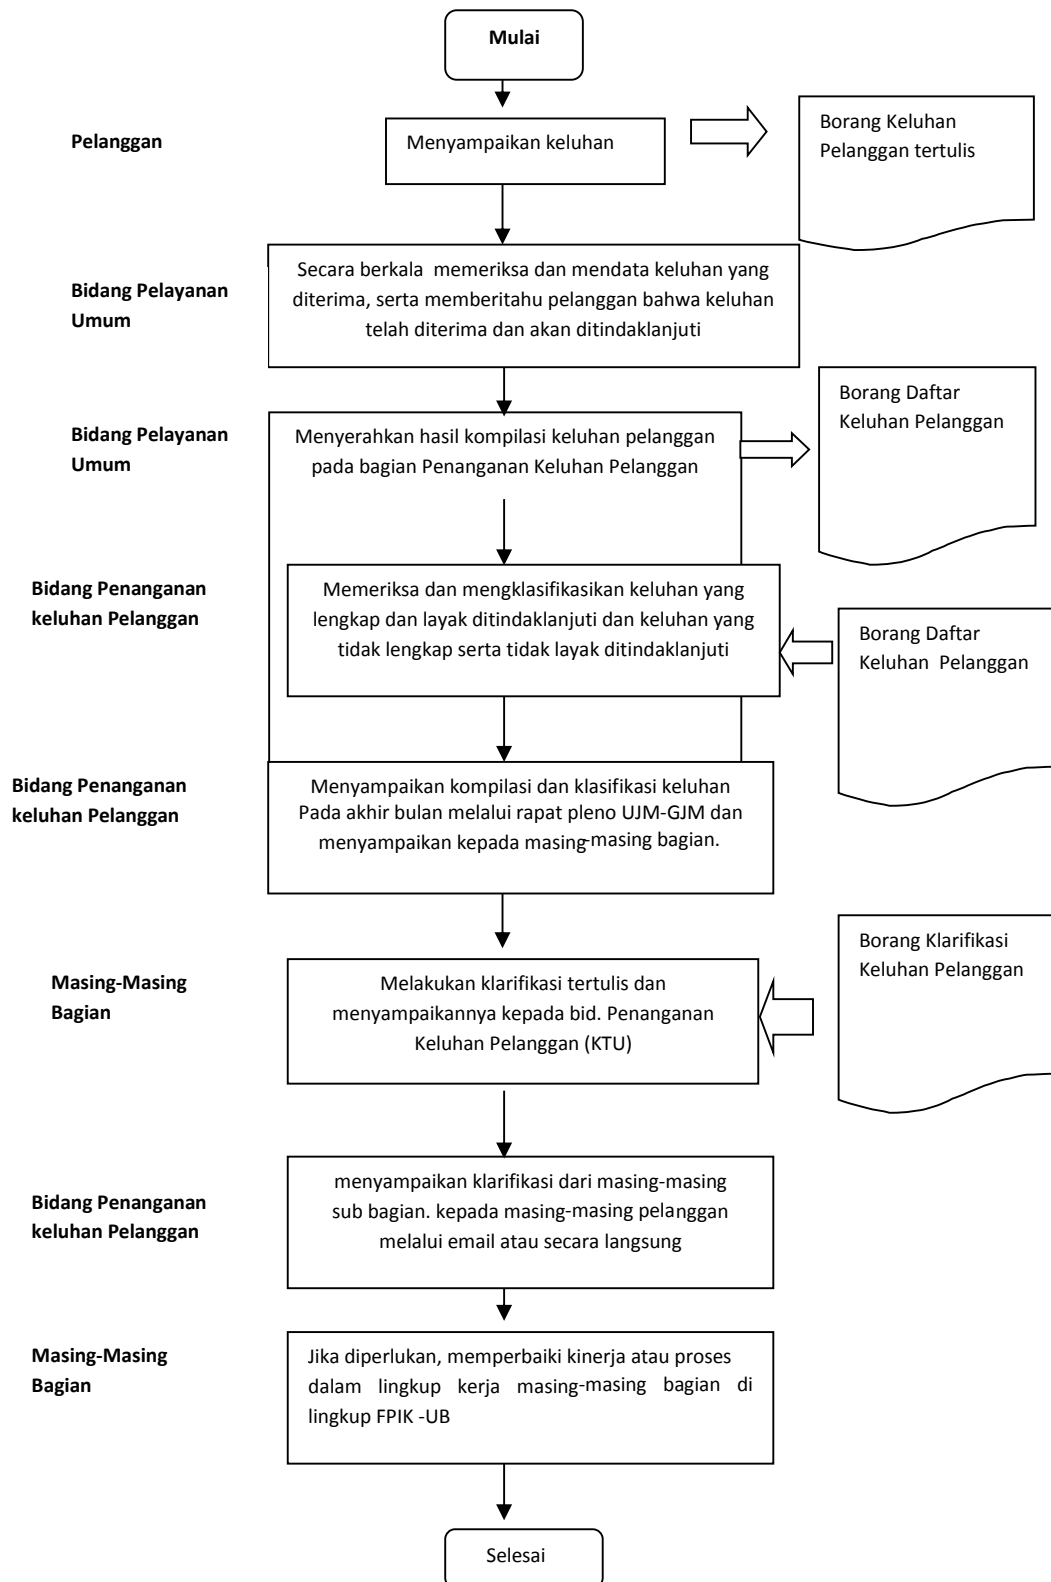 Mulai
Pelanggan
Menyampaikan keluhan
Borang Keluhan
Pelanggan tertulis
Bidang Pelayanan
Umum
Secara berkala memeriksa dan mendata keluhan yang
diterima, serta memberitahu pelanggan bahwa keluhan
telah diterima dan akan ditindaklanjuti
Bidang Pelayanan
Umum
Menyerahkan hasil kompilasi keluhan pelanggan
pada bagian Penanganan Keluhan Pelanggan
Borang Daftar
Keluhan Pelanggan
Bidang Penanganan
keluhan Pelanggan
Memeriksa dan mengklasifikasikan keluhan yang
lengkap dan layak ditindaklanjuti dan keluhan yang
tidak lengkap serta tidak layak ditindaklanjuti
Borang Daftar
Keluhan Pelanggan
Bidang Penanganan
keluhan Pelanggan
Menyampaikan kompilasi dan klasifikasi keluhan
Pada akhir bulan melalui rapat pleno UJM-GJM dan
menyampaikan kepada masing-masing bagian.
Masing-Masing
Bagian
Melakukan klarifikasi tertulis dan
menyampaikannya kepada bid. Penanganan
Keluhan Pelanggan (KTU)
Borang Klarifikasi
Keluhan Pelanggan
Bidang Penanganan
keluhan Pelanggan
menyampaikan klarifikasi dari masing-masing
sub bagian. kepada masing-masing pelanggan
melalui email atau secara langsung
Masing-Masing
Bagian
Jika diperlukan, memperbaiki kinerja atau proses
dalam lingkup kerja masing-masing bagian di
lingkup FPIK -UB
Selesai